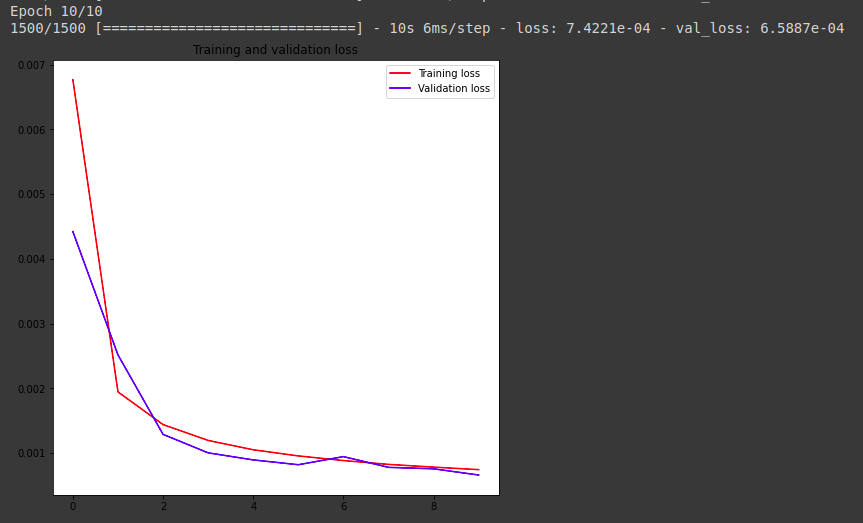 Epoch 10/10
1500/1500 [==============================] - 10s 6ms/step - loss: 7.4221e-04 - val_loss: 6.5887e-04
Training and validation loss
Training loss
Validation loss
0.007
0.006
0.005
0.004
0.003
0.002
0.001
0 2 4 6 8